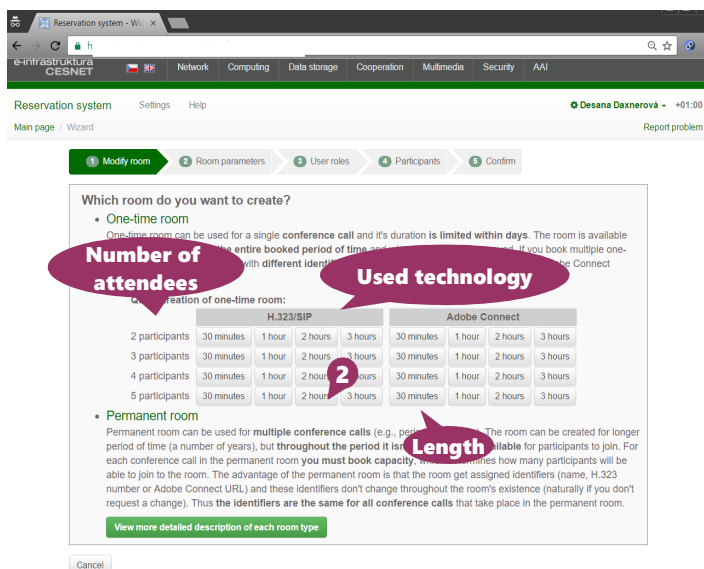 Reservation system - Wiz
h
e-infrastruktura
CESNET
Network Computing Data storage Cooperation Multimedia Security AAI
Reservation system Settings Help Desana Daxnerová +01:00
Main page / Wizard Report problem
1 Modify room 2 Room parameters 3 User roles 4 Participants 5 Confirm
Which room do you want to create?
• One-time room
One-time room can be used for a single conference call and it's duration is limited within days. The room is available
the entire booked period of time and If you book multiple one-
with different Connect
Number of
attendees
Used technology
creation of one-time room:
H.323/SIP Adobe Connect
2 participants 30 minutes 1 hour 2 hours 3 hours 30 minutes 1 hour 2 hours 3 hours
3 participants 30 minutes 1 hour 2 hours 3 hours 30 minutes 1 hour 2 hours 3 hours
4 participants 30 minutes 1 hour 2 hours 3 hours 30 minutes 1 hour 2 hours 3 hours
5 participants 30 minutes 1 hour 2 hours 3 hours 30 minutes 1 hour 2 hours 3 hours
2
Length
• Permanent room
Permanent room can be used for multiple conference calls (e.g., The room can be created for longer
period of time (a number of years), but throughout the period it for participants to join. For
each conference call in the permanent room you must book capacity, how many participants will be
able to join to the room. The advantage of the permanent room is that the room get assigned identifiers (name, H.323
number or Adobe Connect URL) and these identifiers don't change throughout the room's existence (naturally if you don't
request a change). Thus the identifiers are the same for all conference calls that take place in the permanent room.
View more detailed description of each room type
Cancel